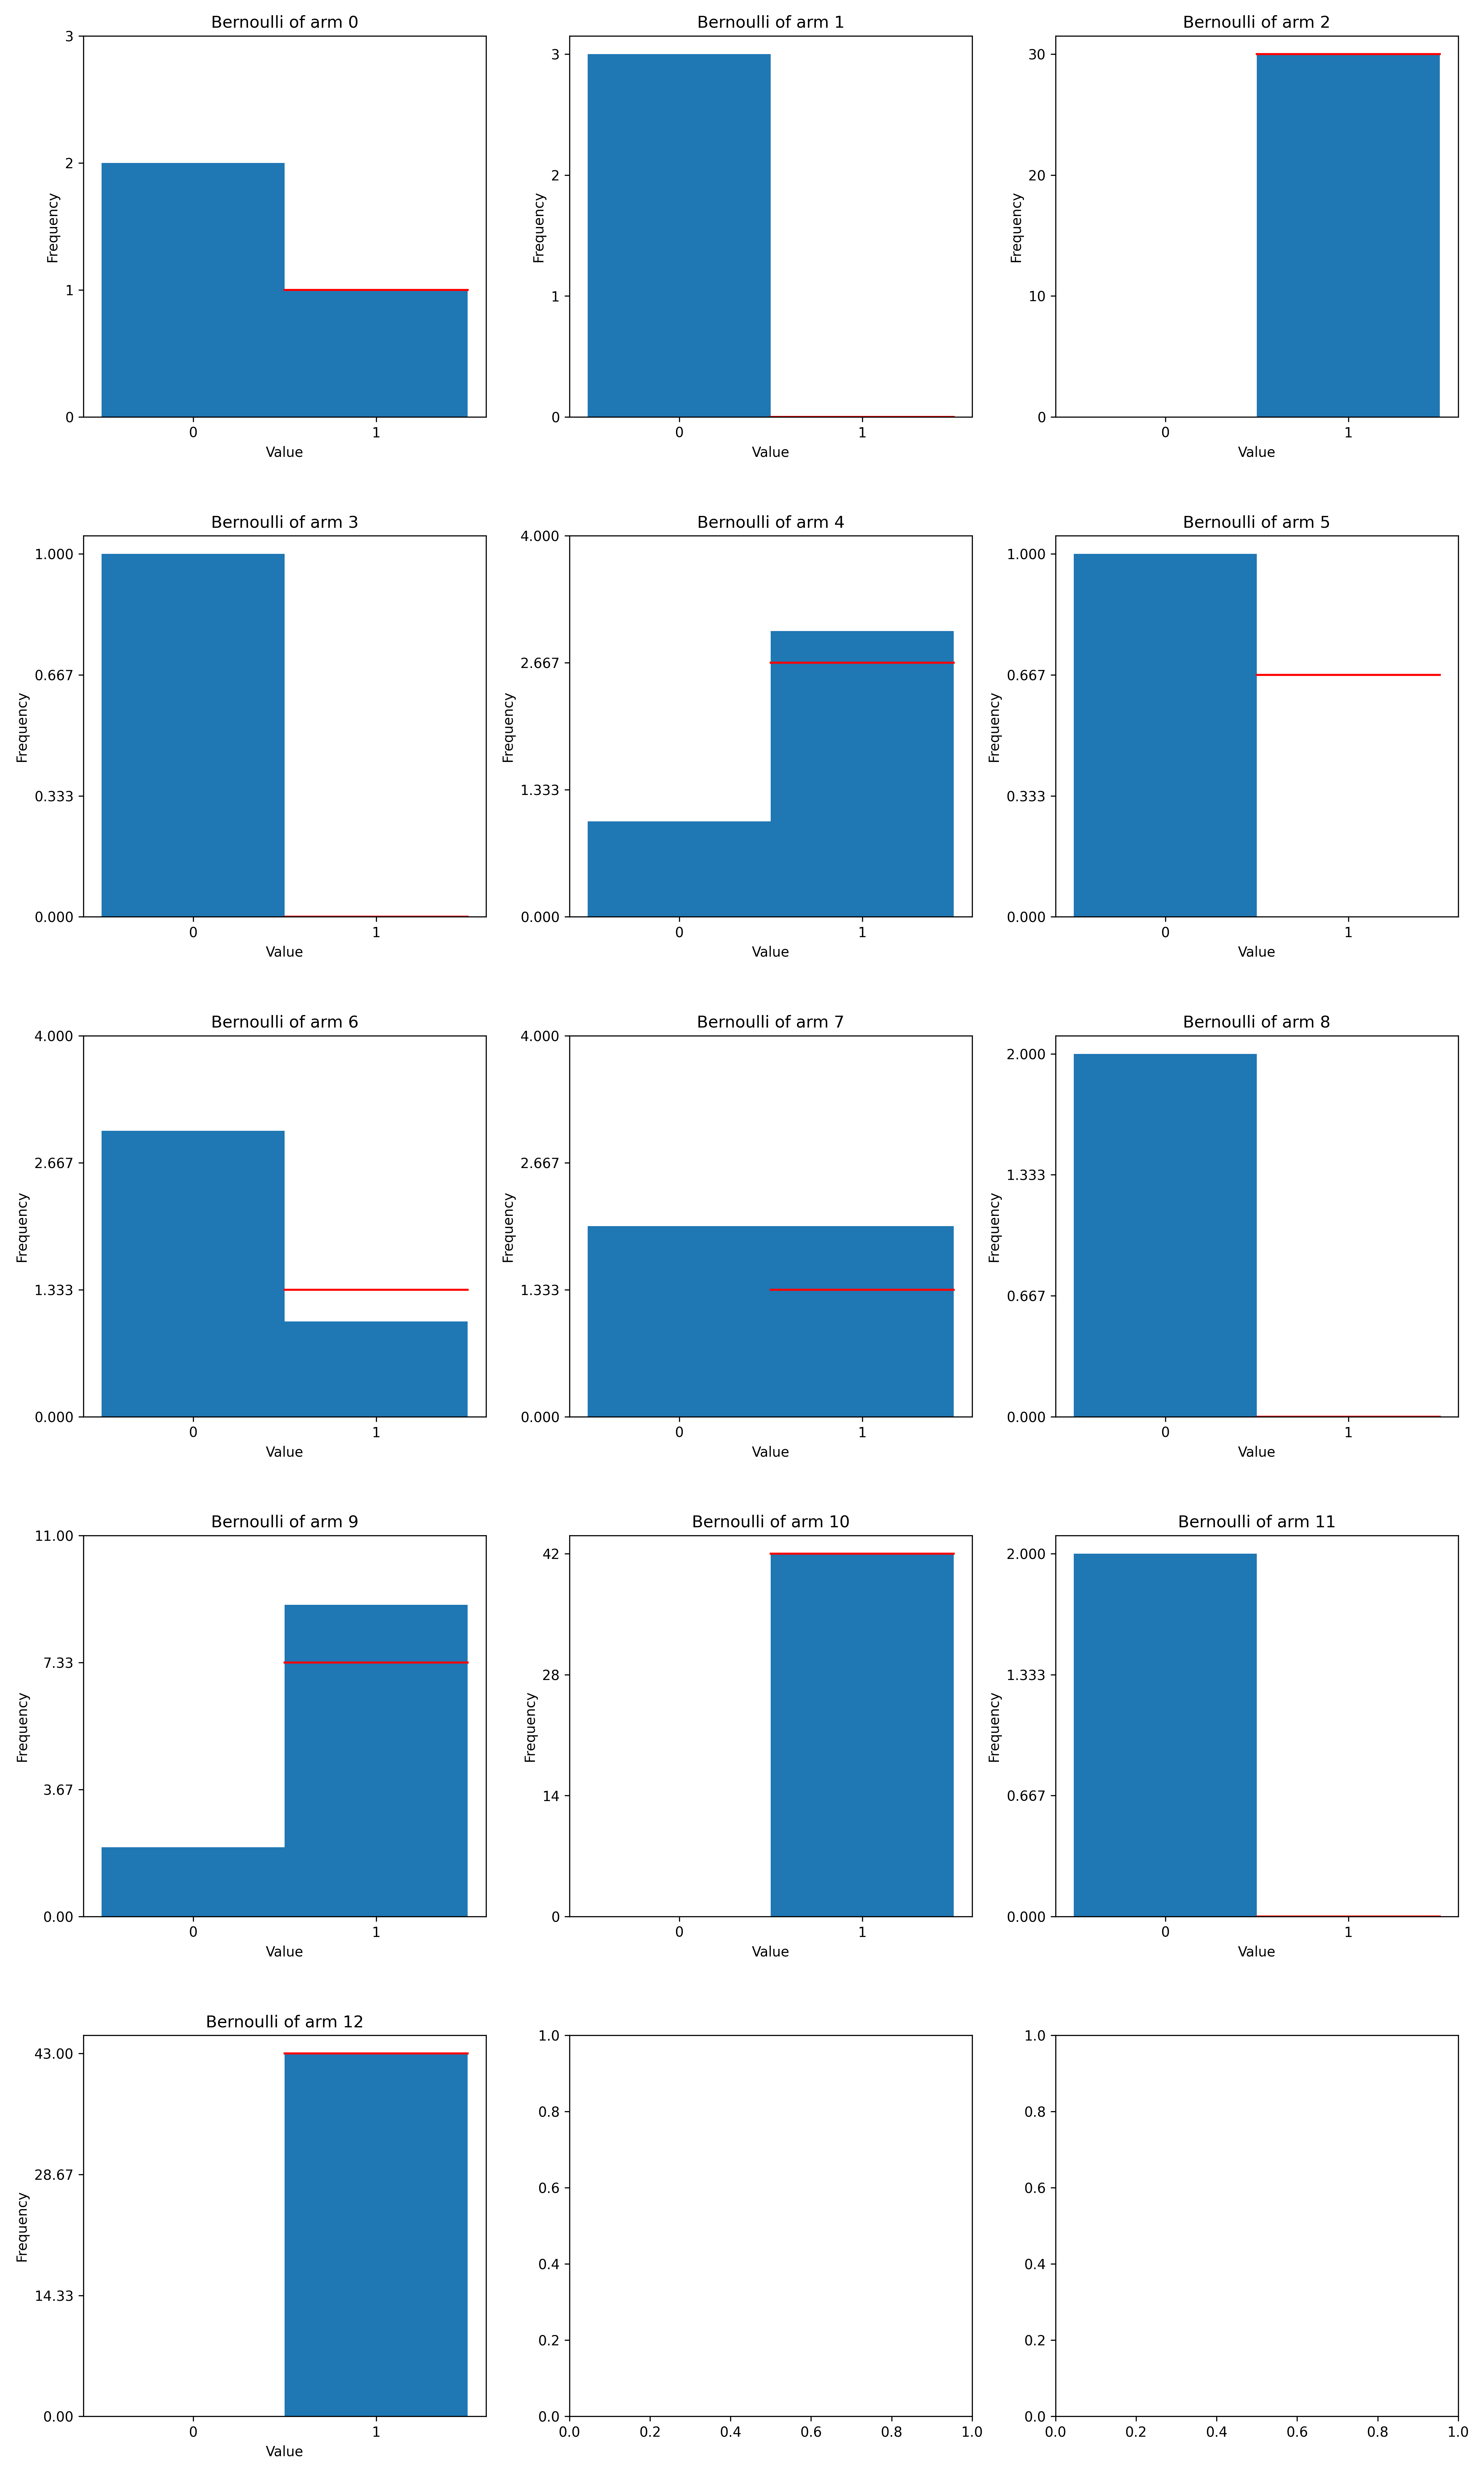 Bernoulli of arm 0
3
2
1
0
Frequency
0 1
Value
Bernoulli of arm 1
3
2
1
0
Frequency
0 1
Value
Bernoulli of arm 2
30
20
10
0
Frequency
0 1
Value
Bernoulli of arm 3
1.000
0.667
0.333
0.000
Frequency
0 1
Value
Bernoulli of arm 4
4.000
2.667
1.333
0.000
Frequency
0 1
Value
Bernoulli of arm 5
1.000
0.667
0.333
0.000
Frequency
0 1
Value
Bernoulli of arm 6
4.000
2.667
1.333
0.000
Frequency
0 1
Value
Bernoulli of arm 7
4.000
2.667
1.333
0.000
Frequency
0 1
Value
Bernoulli of arm 8
2.000
1.333
0.667
0.000
Frequency
0 1
Value
Bernoulli of arm 9
11.00
7.33
3.67
0.00
Frequency
0 1
Value
Bernoulli of arm 10
42
28
14
0
Frequency
0 1
Value
Bernoulli of arm 11
2.000
1.333
0.667
0.000
Frequency
0 1
Value
Bernoulli of arm 12
43.00
28.67
14.33
0.00
Frequency
0 1
Value
1.0
0.8
0.6
0.4
0.2
0.0
0.0 0.2 0.4 0.6 0.8 1.0
1.0
0.8
0.6
0.4
0.2
0.0
0.0 0.2 0.4 0.6 0.8 1.0